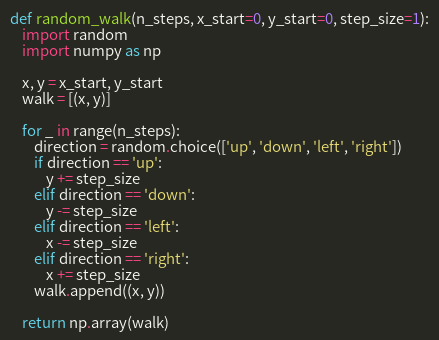 def random_walk(n_steps, x_start=0, y_start=0, step_size=1):
    import random
    import numpy as np

    x, y = x_start, y_start
    walk = [(x, y)]

    for _ in range(n_steps):
        direction = random.choice(['up', 'down', 'left', 'right'])
        if direction == 'up':
            y += step_size
        elif direction == 'down':
            y -= step_size
        elif direction == 'left':
            x -= step_size
        elif direction == 'right':
            x += step_size
        walk.append((x, y))

    return np.array(walk)